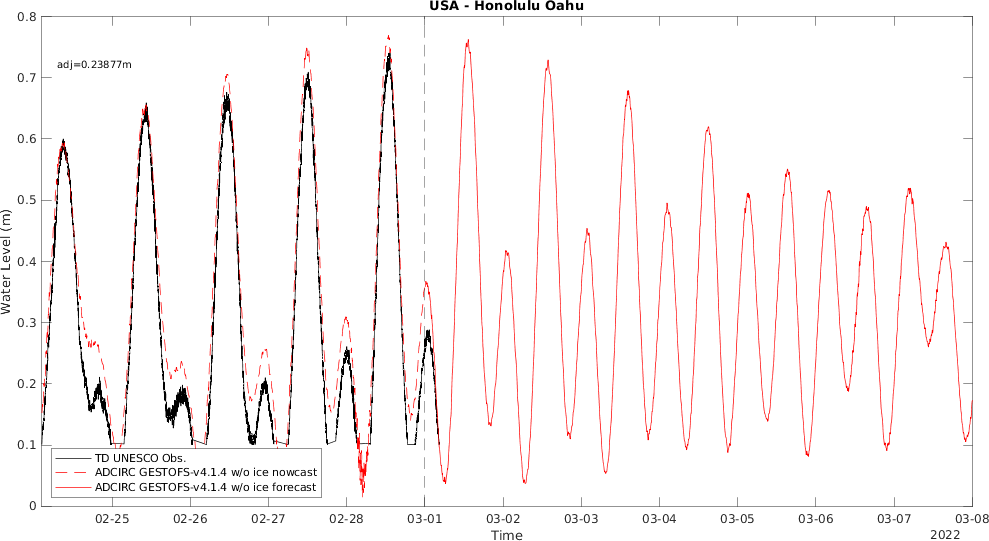 USA - Honolulu Oahu
0.8
0.7
0.6
0.5
0.4
0.3
0.2
0.1
0
Water Level (m)
adj=0.23877m
TD UNESCO Obs.
ADCIRC GESTOFS-v4.1.4 w/o ice nowcast
ADCIRC GESTOFS-v4.1.4 w/o ice forecast
02-25 02-26 02-27 02-28 03-01 03-02 03-03 03-04 03-05 03-06 03-07 03-08
Time
2022